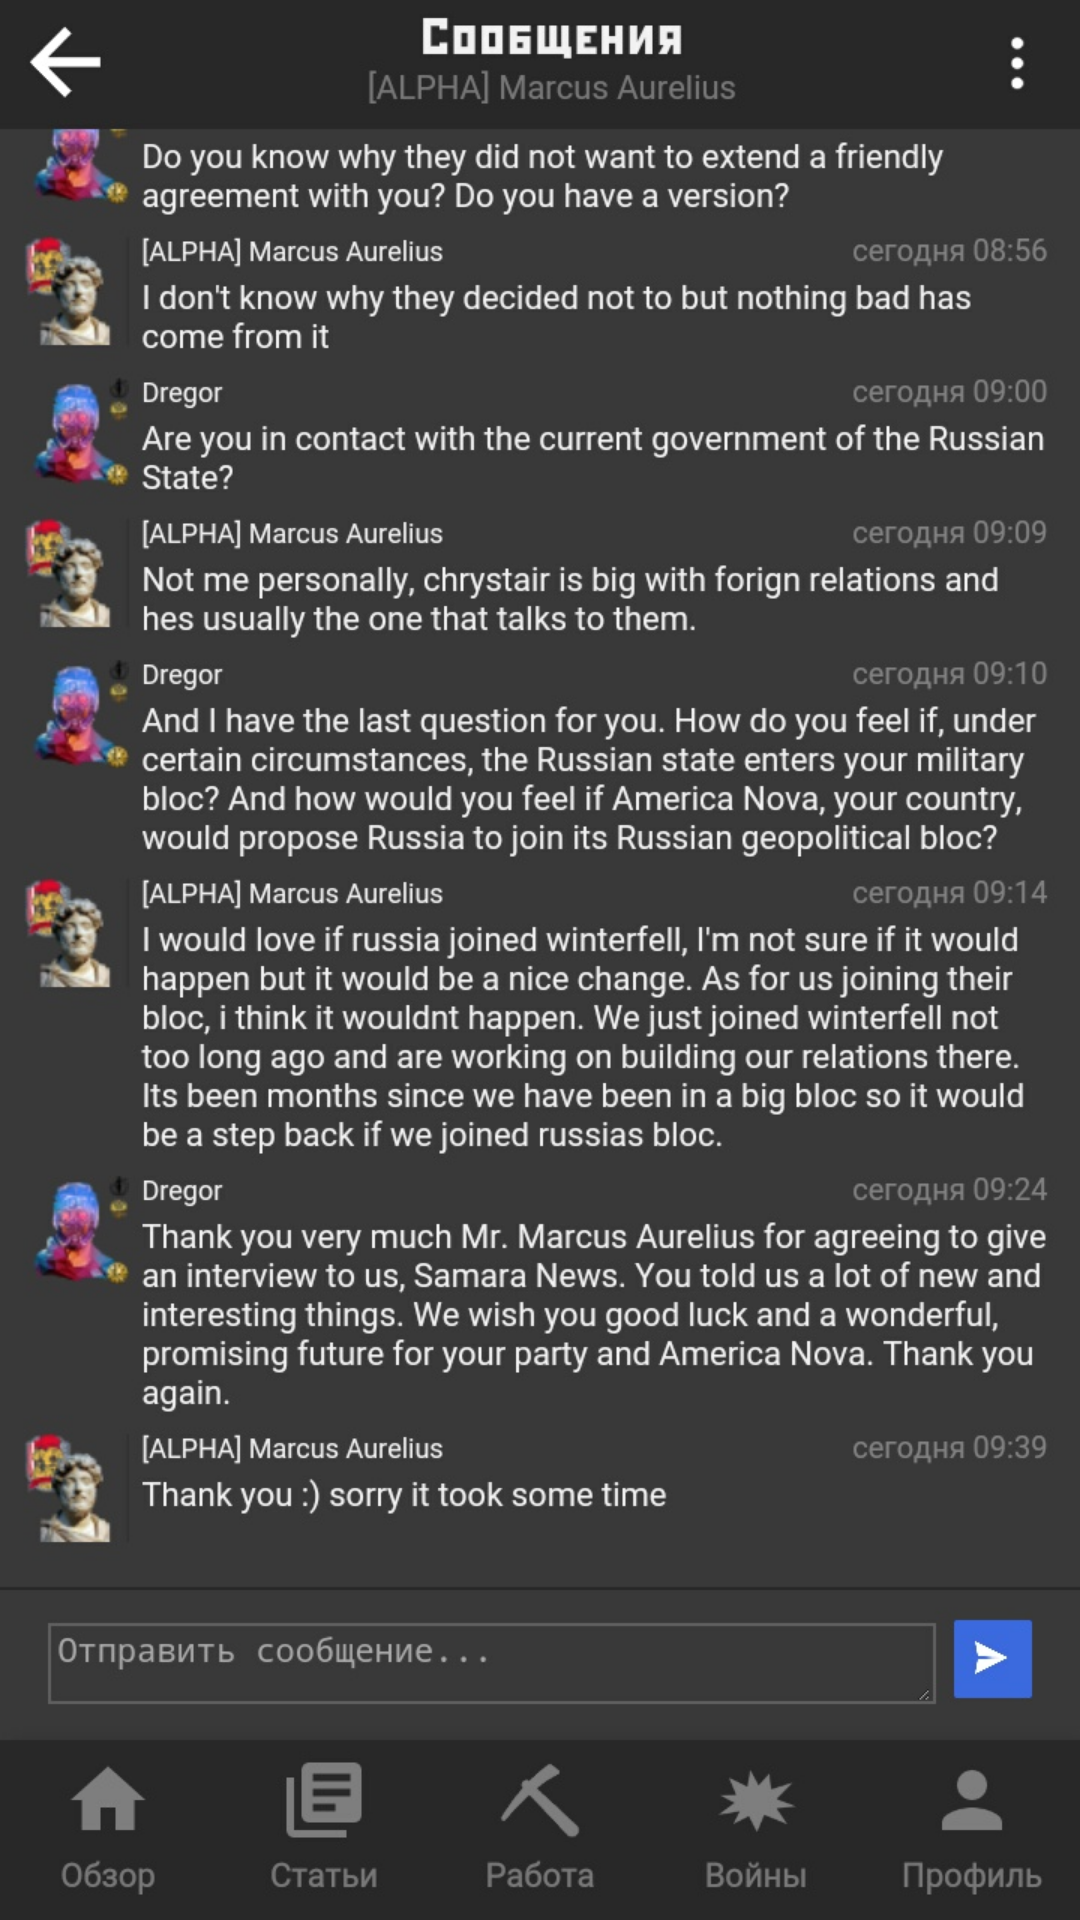 Сообщения
[ALPHA] Marcus Aurelius
Do you know why they did not want to extend a friendly
agreement with you? Do you have a version?
[ALPHA] Marcus Aurelius сегодня 08:56
I don't know why they decided not to but nothing bad has
come from it
Dregor сегодня 09:00
Are you in contact with the current government of the Russian
State?
[ALPHA] Marcus Aurelius сегодня 09:09
Not me personally, chrystair is big with forign relations and
hes usually the one that talks to them.
Dregor сегодня 09:10
And I have the last question for you. How do you feel if, under
certain circumstances, the Russian state enters your military
bloc? And how would you feel if America Nova, your country,
would propose Russia to join its Russian geopolitical bloc?
[ALPHA] Marcus Aurelius сегодня 09:14
I would love if russia joined winterfell, I'm not sure if it would
happen but it would be a nice change. As for us joining their
bloc, i think it wouldnt happen. We just joined winterfell not
too long ago and are working on building our relations there.
Its been months since we have been in a big bloc so it would
be a step back if we joined russias bloc.
Dregor сегодня 09:24
Thank you very much Mr. Marcus Aurelius for agreeing to give
an interview to us, Samara News. You told us a lot of new and
interesting things. We wish you good luck and a wonderful,
promising future for your party and America Nova. Thank you
again.
[ALPHA] Marcus Aurelius сегодня 09:39
Thank you :) sorry it took some time
Отправить сообщение...
Обзор Статьи Работа Войны Профиль